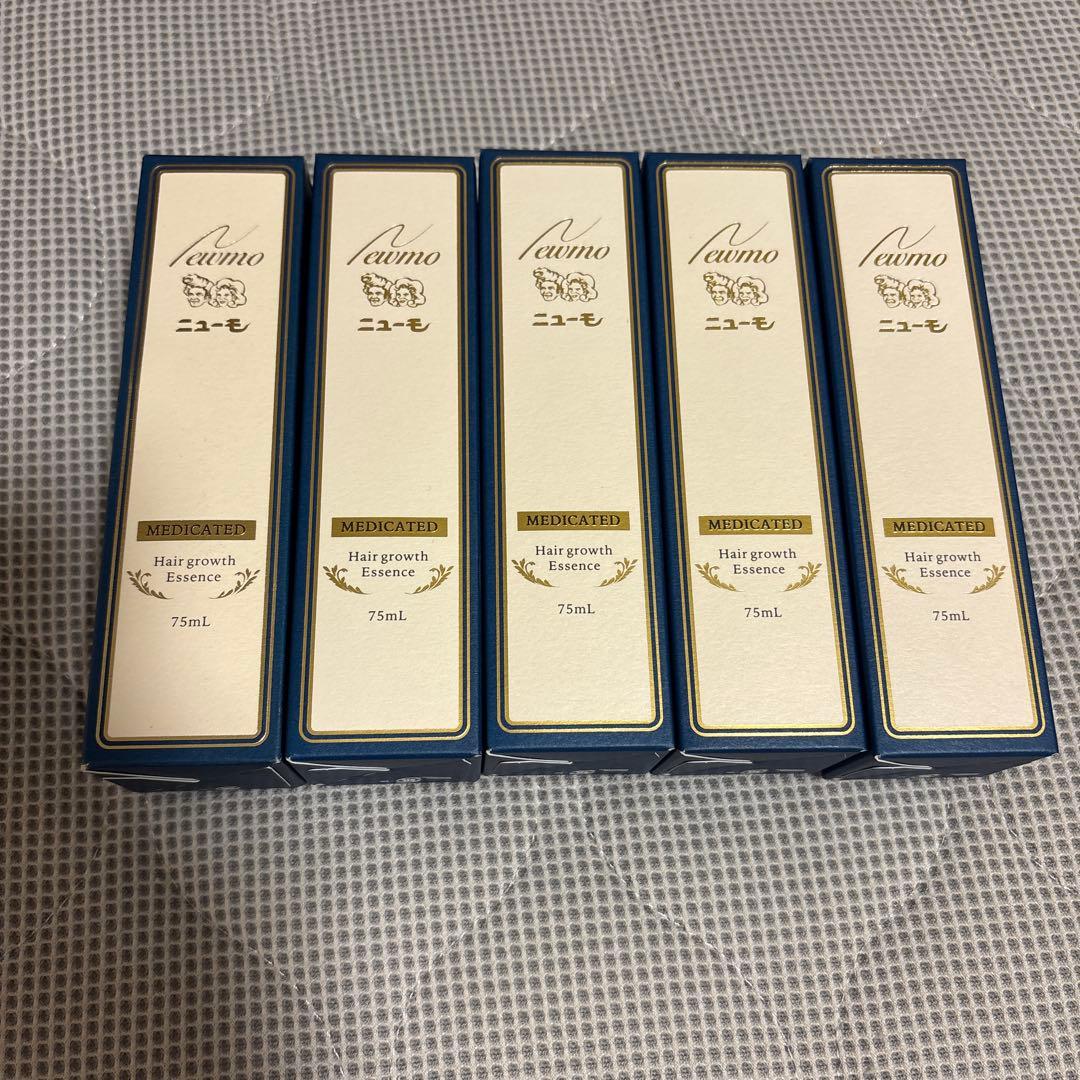 Newmo
ニューモ
MEDICATED
Hair growth
Essence
75mL
Newmo
ニューモ
MEDICATED
Hair growth
Essence
75mL
Newmo
ニューモ
MEDICATED
Hair growth
Essence
75mL
Newmo
ニューモ
MEDICATED
Hair growth
Essence
75mL
Newmo
ニューモ
MEDICATED
Hair growth
Essence
75mL